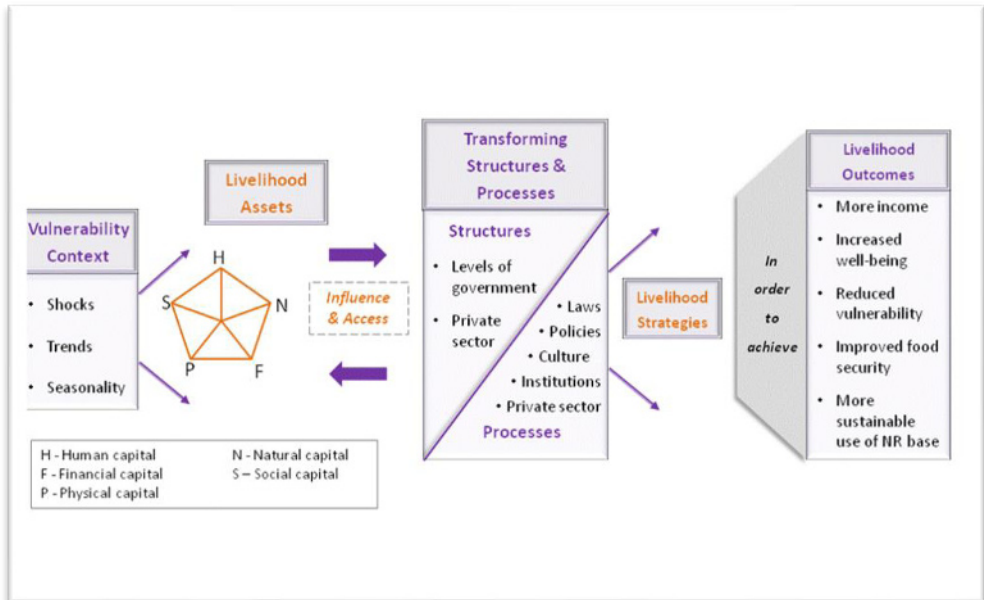 Vulnerability
Context
• Shocks
• Trends
• Seasonality
Livelihood
Assets
H
S
N
P
F
Influence
& Access
Transforming
Structures &
Processes
Structures
• Levels of
government
• Private
sector
• Laws
• Policies
• Culture
• Institutions
• Private sector
Processes
Livelihood
Strategies
In
order
to
achieve
Livelihood
Outcomes
• More income
• Increased
well-being
• Reduced
vulnerability
• Improved food
security
• More
sustainable
use of NR base
H - Human capital
N - Natural capital
F - Financial capital
S – Social capital
P - Physical capital